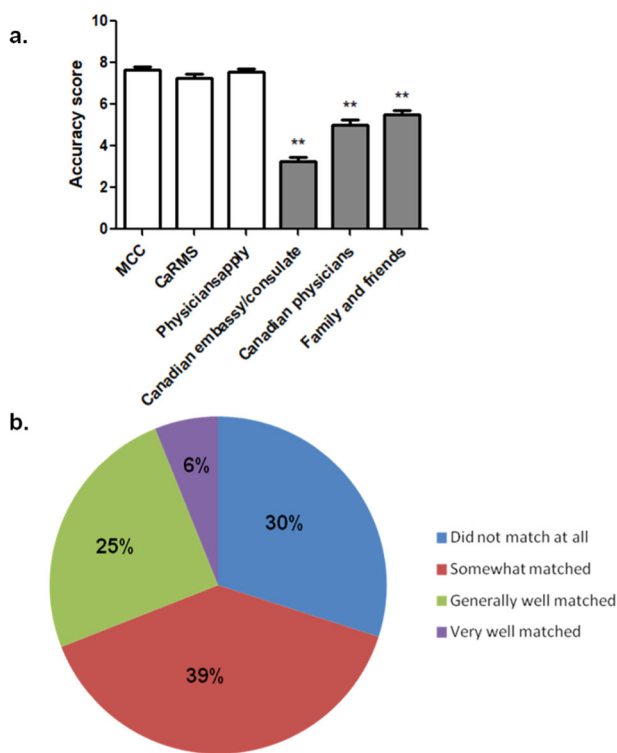 a.
Accuracy score
10
8
6
4
2
0
**
**
**
MCC
CaRMS
Physiciansapply
Canadian embassy/consulate
Canadian physicians
Family and friends
b.
6%
30%
25%
39%
Did not match at all
Somewhat matched
Generally well matched
Very well matched